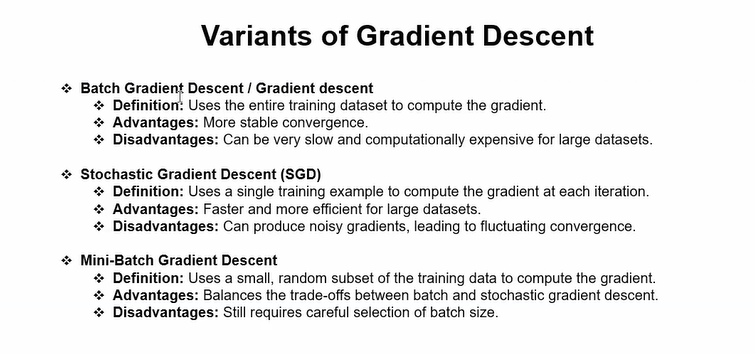 Variants of Gradient Descent
❖ Batch Gradient Descent / Gradient descent
❖ Definition: Uses the entire training dataset to compute the gradient.
❖ Advantages: More stable convergence.
❖ Disadvantages: Can be very slow and computationally expensive for large datasets.
❖ Stochastic Gradient Descent (SGD)
❖ Definition: Uses a single training example to compute the gradient at each iteration.
❖ Advantages: Faster and more efficient for large datasets.
❖ Disadvantages: Can produce noisy gradients, leading to fluctuating convergence.
❖ Mini-Batch Gradient Descent
❖ Definition: Uses a small, random subset of the training data to compute the gradient.
❖ Advantages: Balances the trade-offs between batch and stochastic gradient descent.
❖ Disadvantages: Still requires careful selection of batch size.